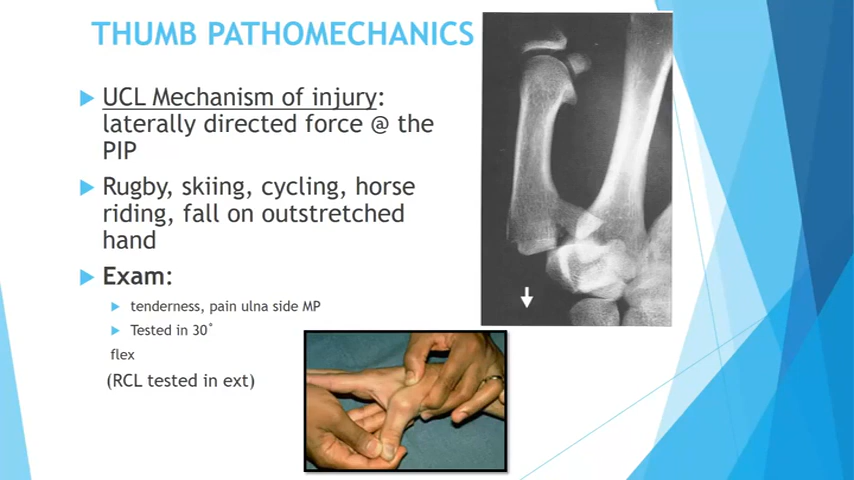 THUMB PATHOMECHANICS
UCL Mechanism of injury:
laterally directed force @ the
PIP
Rugby, skiing, cycling, horse
riding, fall on outstretched
hand
Exam:
tenderness, pain ulna side MP
Tested in 30°
flex
(RCL tested in ext)